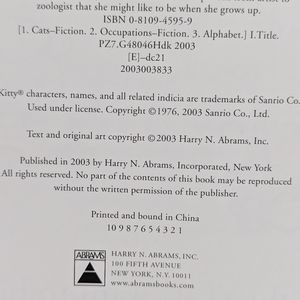 zoologist that she might like to be when she grows up.
ISBN 0-8109-4595-9
[1. Cats–Fiction. 2. Occupations–Fiction. 3. Alphabet.] I.Title.
PZ7.G48046Hdk 2003
[E]–dc21
2003003833
Kitty® characters, names, and all related indicia are trademarks of Sanrio Co.
Used under license. Copyright ©1976, 2003 Sanrio Co., Ltd.
Text and original art copyright ©2003 Harry N. Abrams, Inc.
Published in 2003 by Harry N. Abrams, Incorporated, New York
All rights reserved. No part of the contents of this book may be reproduced
without the written permission of the publisher.
Printed and bound in China
10 9 8 7 6 5 4 3 2 1
ABRAMS
HARRY N. ABRAMS, INC.
100 FIFTH AVENUE
NEW YORK, N.Y. 10011
www.abramsbooks.com